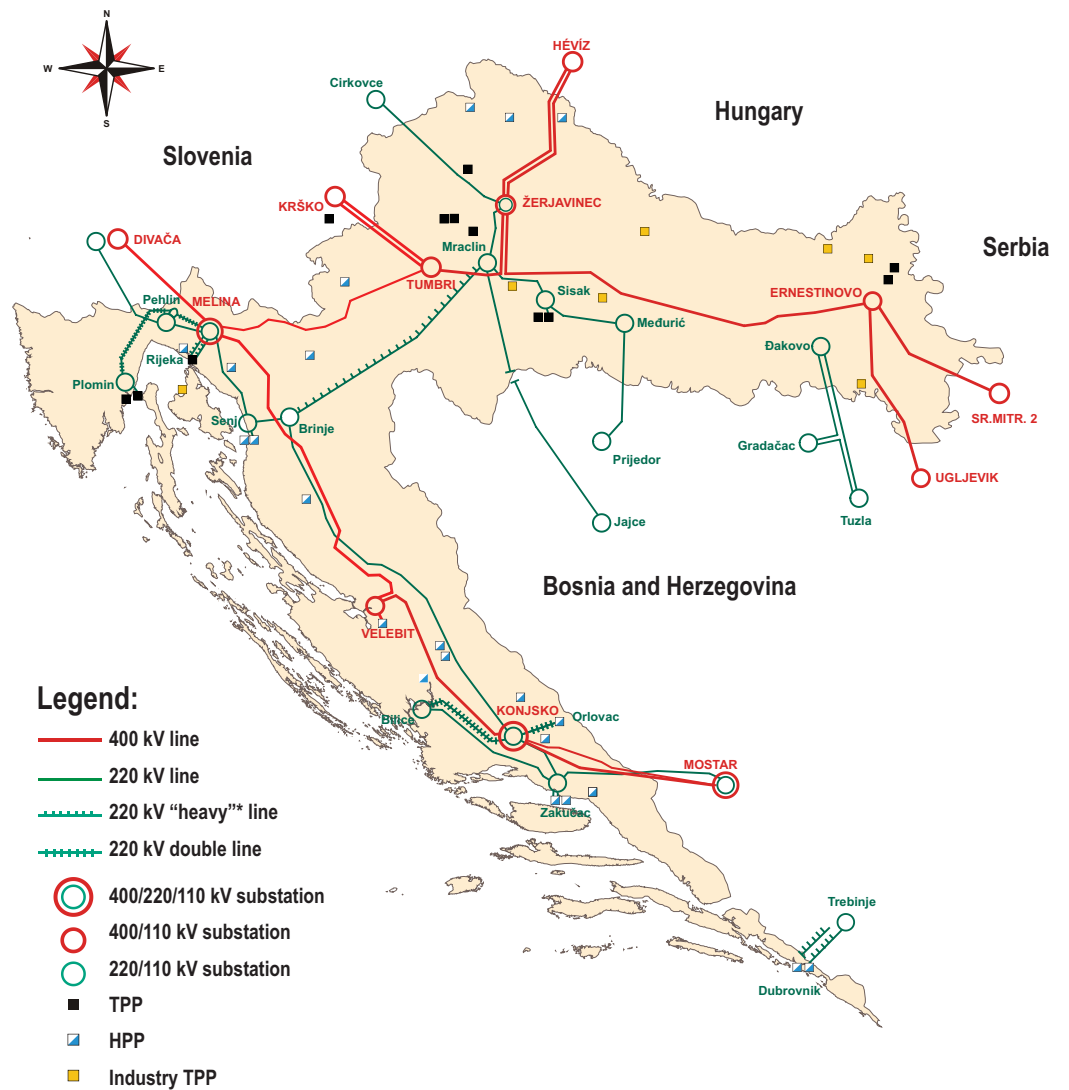 N
W
E
S
HÉVÍZ
Cirkovce
Hungary
Slovenia
KRŠKO
ŽERJAVINEC
DIVAČA
Mraclin
Serbia
TUMBRI
Pehlin
MELINA
Sisak
ERNESTINOVO
Međurić
Rijeka
Đakovo
Plomin
Senj
Brinje
SR.MITR. 2
Gradačac
Prijedor
UGLJEVIK
Tuzla
Jajce
Bosnia and Herzegovina
VELEBIT
Legend:
KONJSKO
Orlovac
Bilice
400 kV line
MOSTAR
220 kV line
Zakučac
220 kV “heavy”* line
220 kV double line
400/220/110 kV substation
Trebinje
400/110 kV substation
220/110 kV substation
Dubrovnik
TPP
HPP
Industry TPP